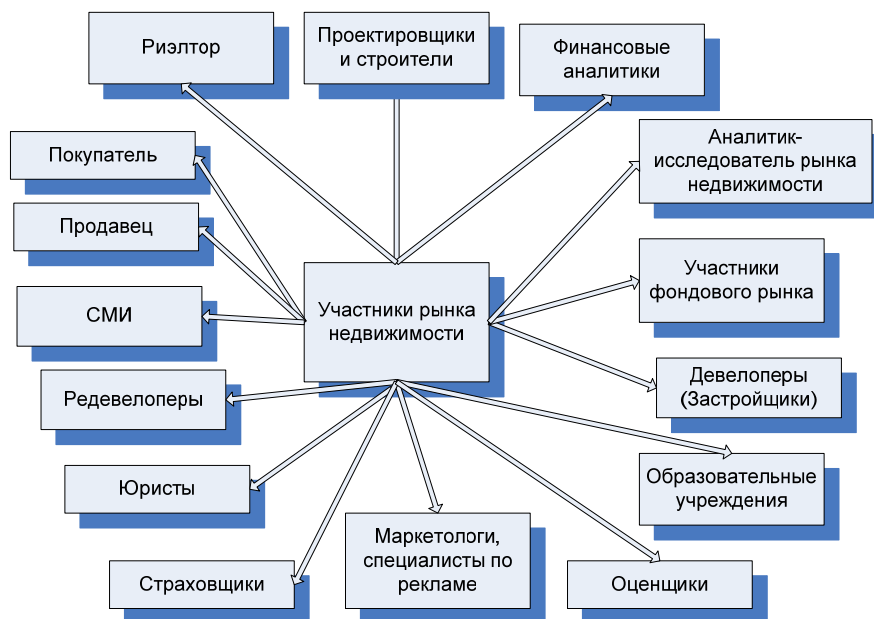 Риэлтор
Проектировщики
и строители
Финансовые
аналитики
Аналитик-
исследователь рынка
недвижимости
Покупатель
Продавец
СМИ
Участники рынка
недвижимости
Участники
фондового рынка
Девелоперы
(Застройщики)
Редевелоперы
Юристы
Образовательные
учреждения
Страховщики
Маркетологи,
специалисты по
рекламе
Оценщики